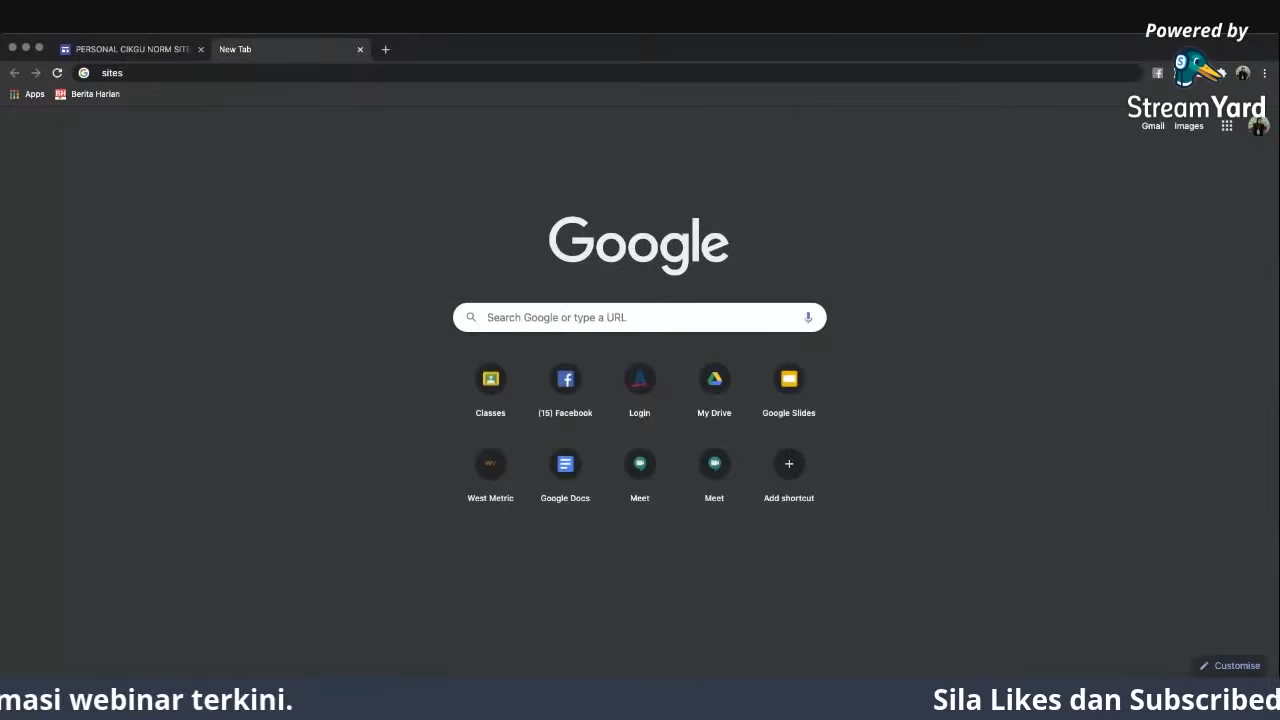 Powered by
StreamYard
PERSONAL CIKGU NORM SITE
New Tab
sites
Apps
BH Berita Harian
Gmail Images
Google
Search Google or type a URL
Classes
(15) Facebook
Login
My Drive
Google Slides
West Metric
Google Docs
Meet
Meet
Add shortcut
Customise
masi webinar terkini.
Sila Likes dan Subscribed